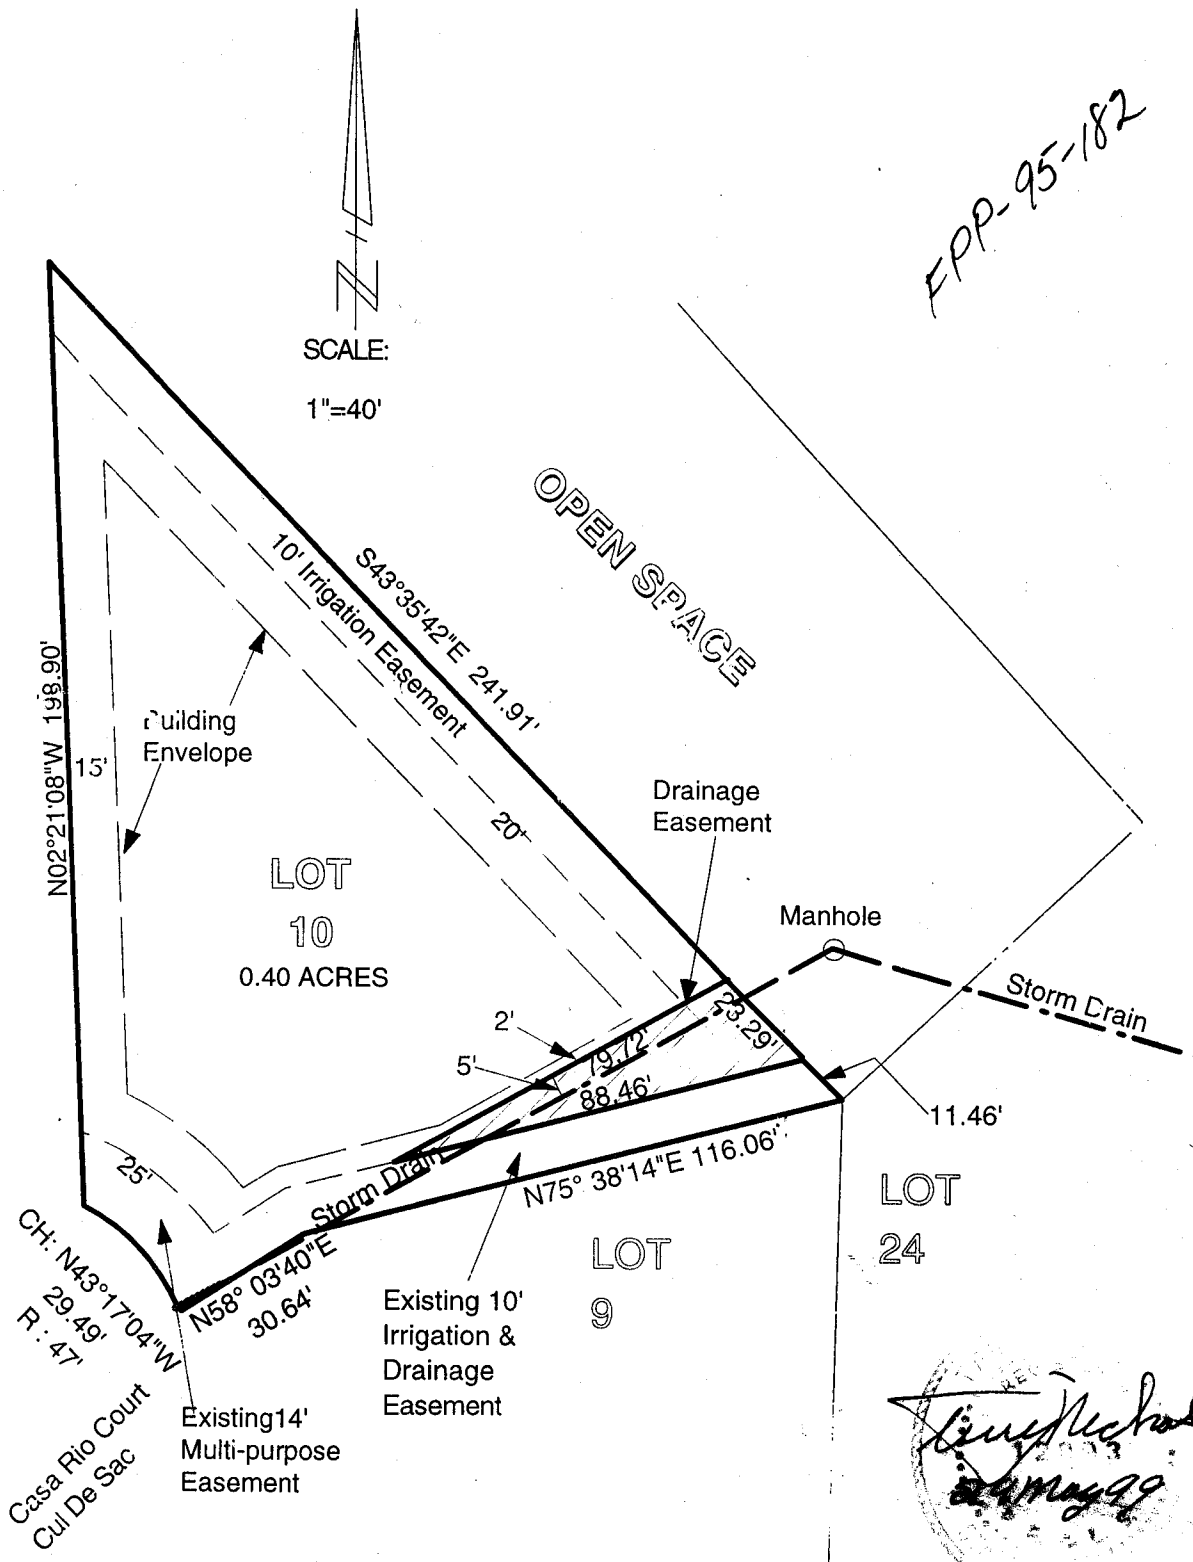 EPP-95-182
N
SCALE:
1"=40'
OPEN SPACE
S43°35'42"E 241.91'
10' Irrigation Easement
N02°21'08"W 198.90'
15'
Building
Envelope
20'
Drainage
Easement
LOT
10
0.40 ACRES
Manhole
Storm Drain
23.29'
2'
79.72'
5'
88.46'
11.46'
25'
Storm Drain
N75° 38'14"E 116.06'
LOT
24
CH: N43°17'04"W
29.49'
R : 47'
N58° 03'40"E
30.64'
LOT
9
Existing 10'
Irrigation &
Drainage
Easement
Existing14'
Multi-purpose
Easement
Casa Rio Court
Cul De Sac
May 99